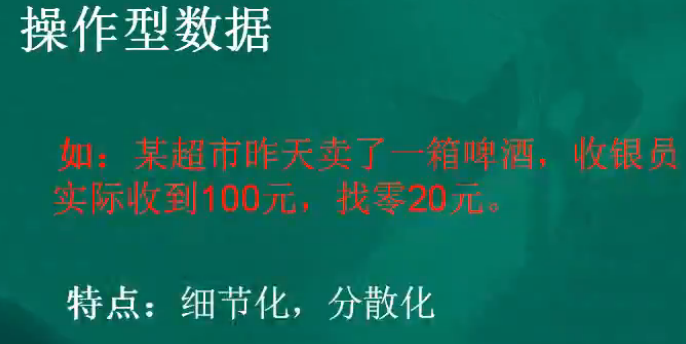 操作型数据
如：某超市昨天卖了一箱啤酒，收银员
实际收到100元，找零20元。
特点：细节化，分散化